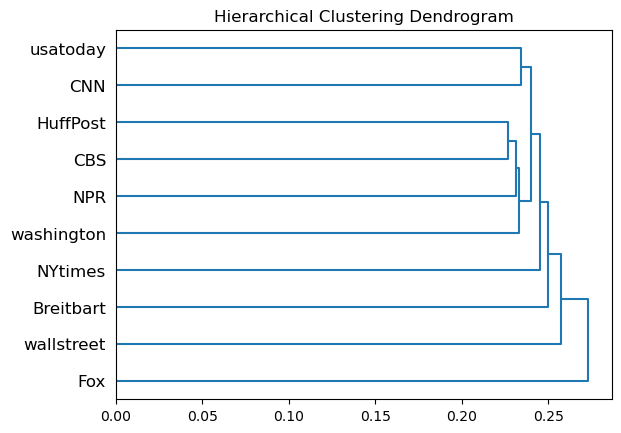 Hierarchical Clustering Dendrogram
usatoday
CNN
HuffPost
CBS
NPR
washington
NYtimes
Breitbart
wallstreet
Fox
0.00 0.05 0.10 0.15 0.20 0.25